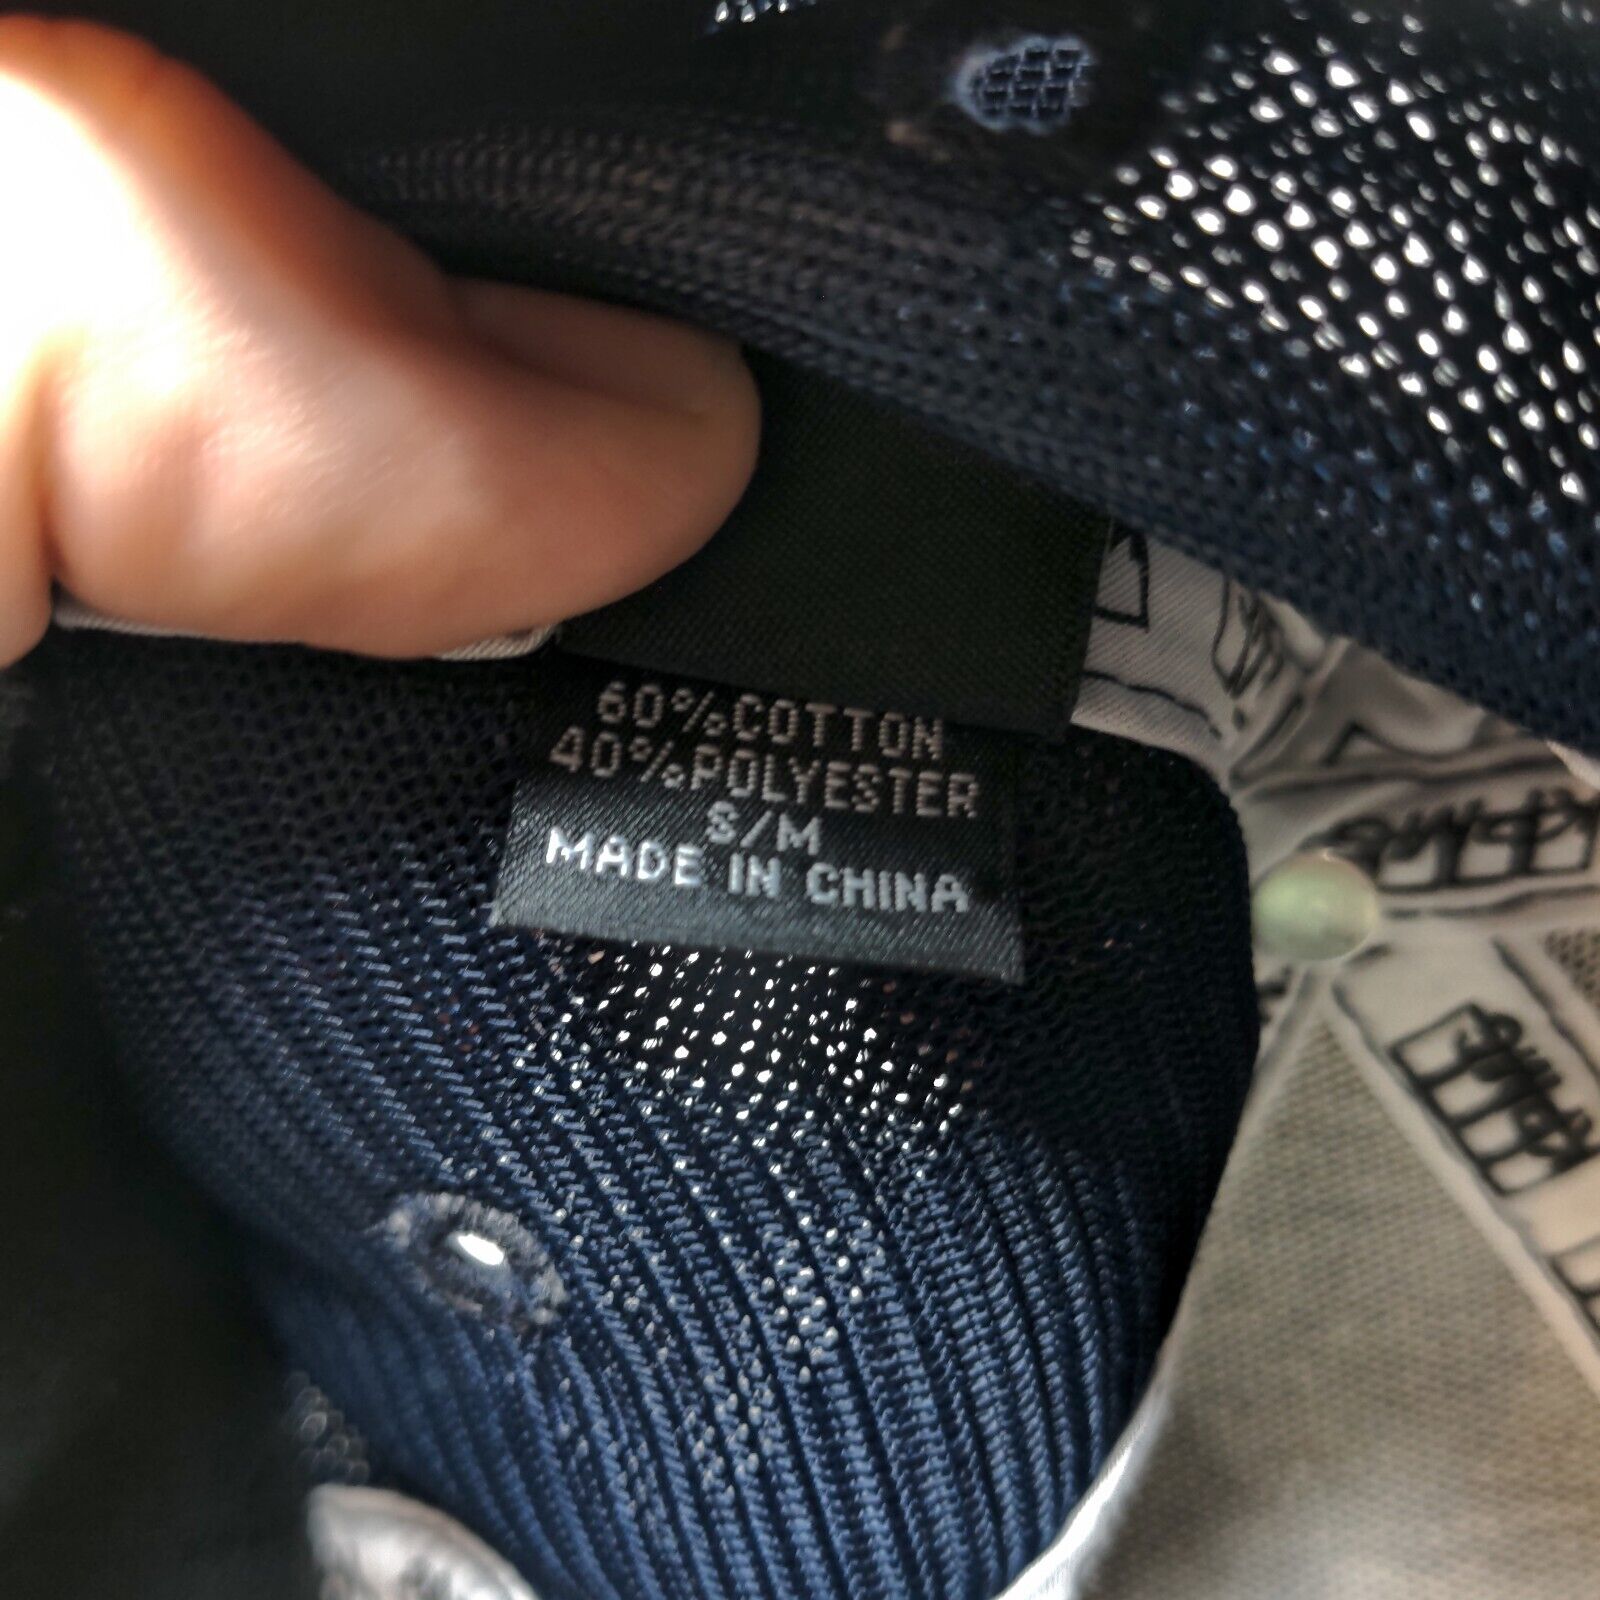 60%COTTON
40%POLYESTER
S/M
MADE IN CHINA